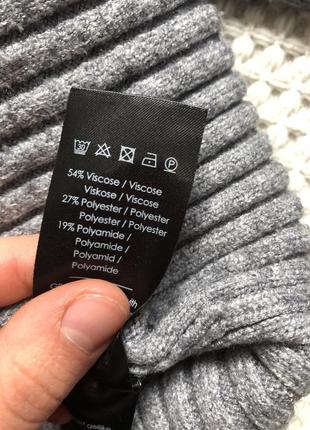 54% Viscose / Viscose
Viskose / Viscose
27% Polyester / Polyester
Polyester / Polyester
19% Polyamide /
Polyamide /
Polyamid /
Polyamide